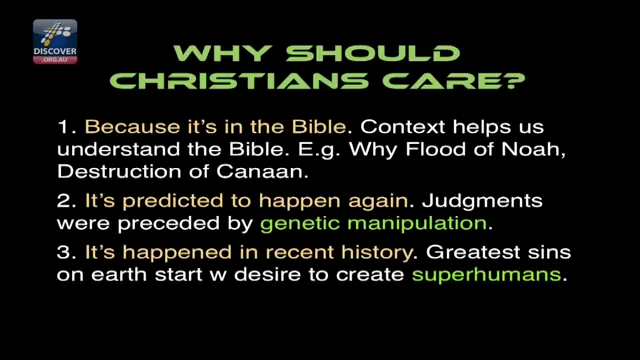 DISCOVER
.ORG.AU
WHY SHOULD
CHRISTIANS CARE?
1. Because it's in the Bible. Context helps us
understand the Bible. E.g. Why Flood of Noah,
Destruction of Canaan.
2. It's predicted to happen again. Judgments
were preceded by genetic manipulation.
3. It's happened in recent history. Greatest sins
on earth start w desire to create superhumans.